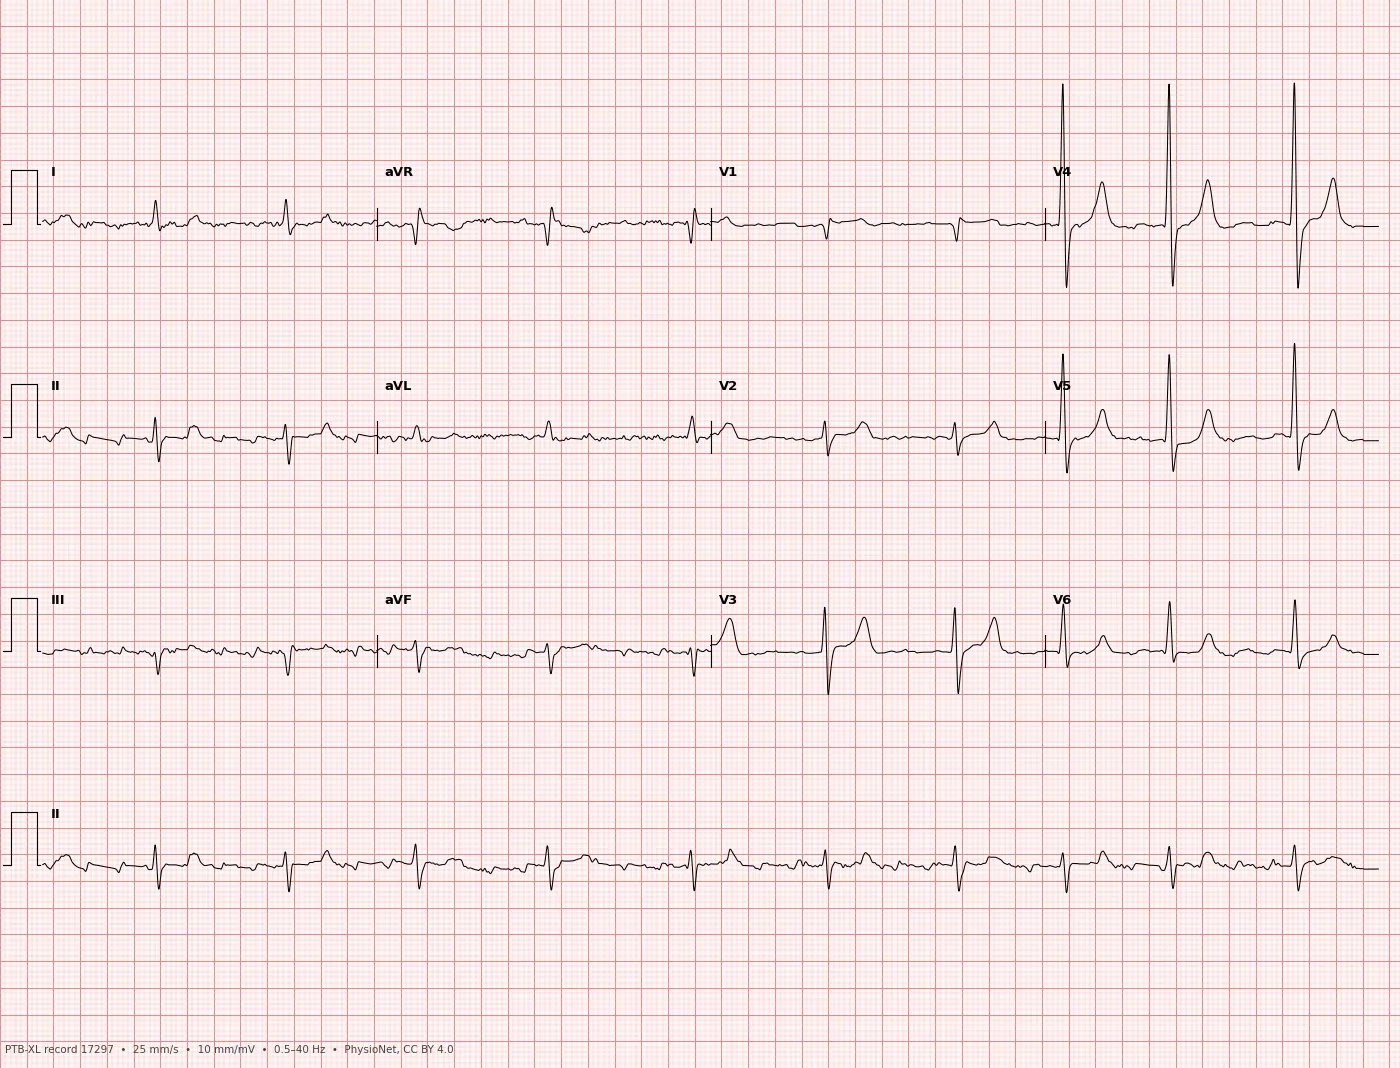 I aVR V1 V4
II aVL V2 V5
III aVF V3 V6
II
PTB-XL record 17297 • 25 mm/s • 10 mm/mV • 0.5–40 Hz • PhysioNet, CC BY 4.0